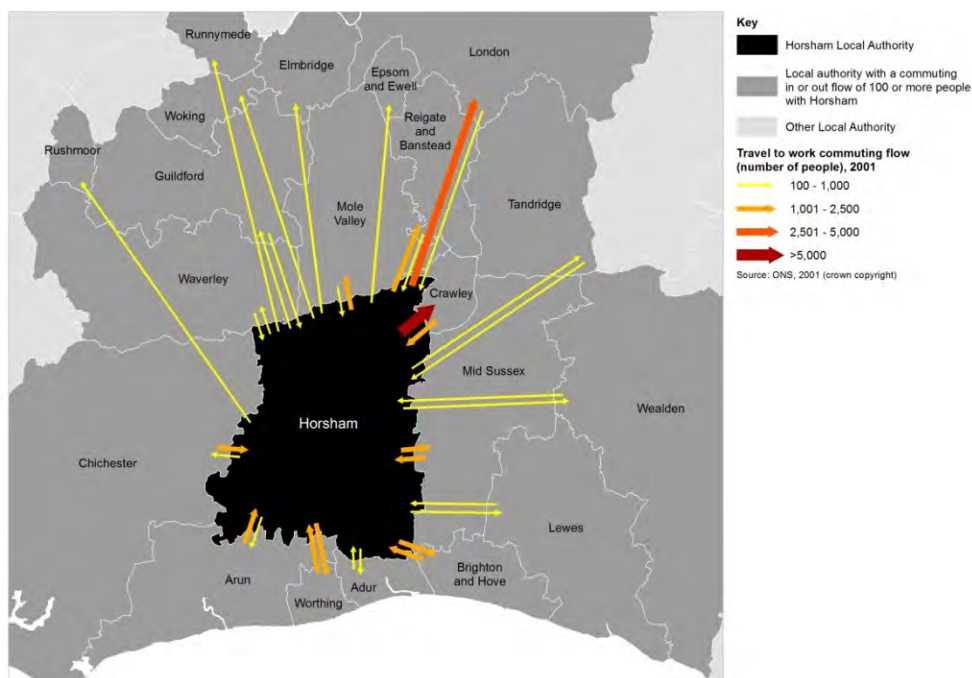 Runnymede
Elmbridge
Epsom
and Ewell
London
Woking
Reigate
and
Banstead
Rushmoor
Guildford
Mole
Valley
Tandridge
Waverley
Crawley
Mid Sussex
Wealden
Horsham
Chichester
Lewes
Brighton
and Hove
Arun
Adur
Worthing
Key
Horsham Local Authority
Local authority with a commuting
in or out flow of 100 or more people
with Horsham
Other Local Authority
Travel to work commuting flow
(number of people), 2001
100 - 1,000
1,001 - 2,500
2,501 - 5,000
>5,000
Source: ONS, 2001 (crown copyright)